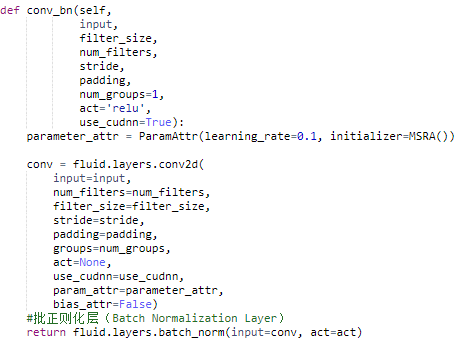 def conv_bn(self,
            input,
            filter_size,
            num_filters,
            stride,
            padding,
            num_groups=1,
            act='relu',
            use_cudnn=True):
    parameter_attr = ParamAttr(learning_rate=0.1, initializer=MSRA())

    conv = fluid.layers.conv2d(
        input=input,
        num_filters=num_filters,
        filter_size=filter_size,
        stride=stride,
        padding=padding,
        groups=num_groups,
        act=None,
        use_cudnn=use_cudnn,
        param_attr=parameter_attr,
        bias_attr=False)
    #批正则化层（Batch Normalization Layer）
    return fluid.layers.batch_norm(input=conv, act=act)